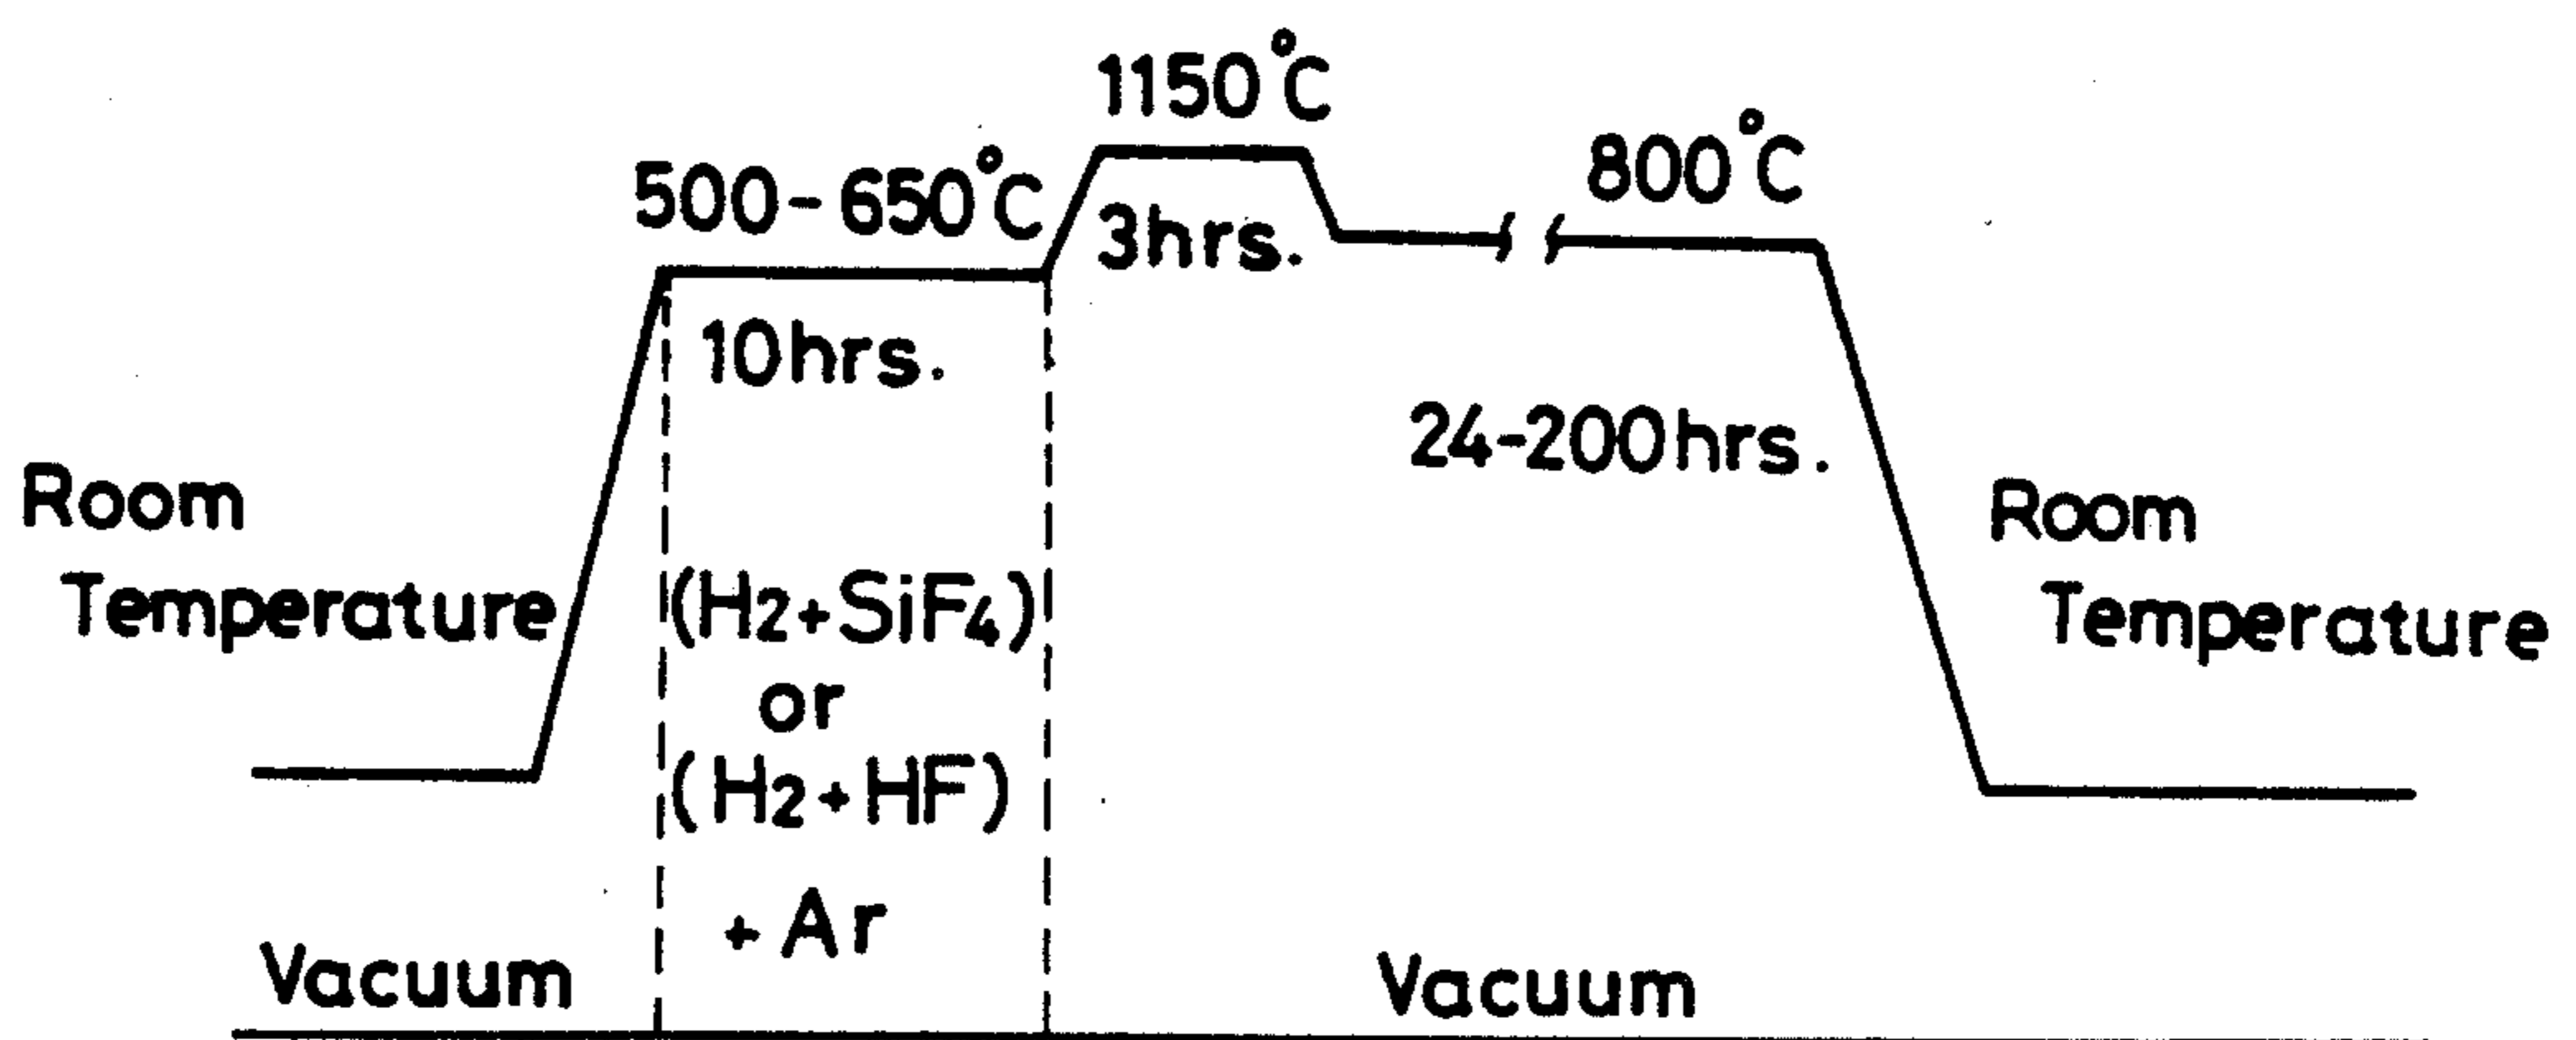 1150°C
500-650°C
800°C
3hrs.
10hrs.
24-200hrs.
Room
Temperature
(H2+SiF4)
or
(H2+HF)
+Ar
Room
Temperature
Vacuum
Vacuum